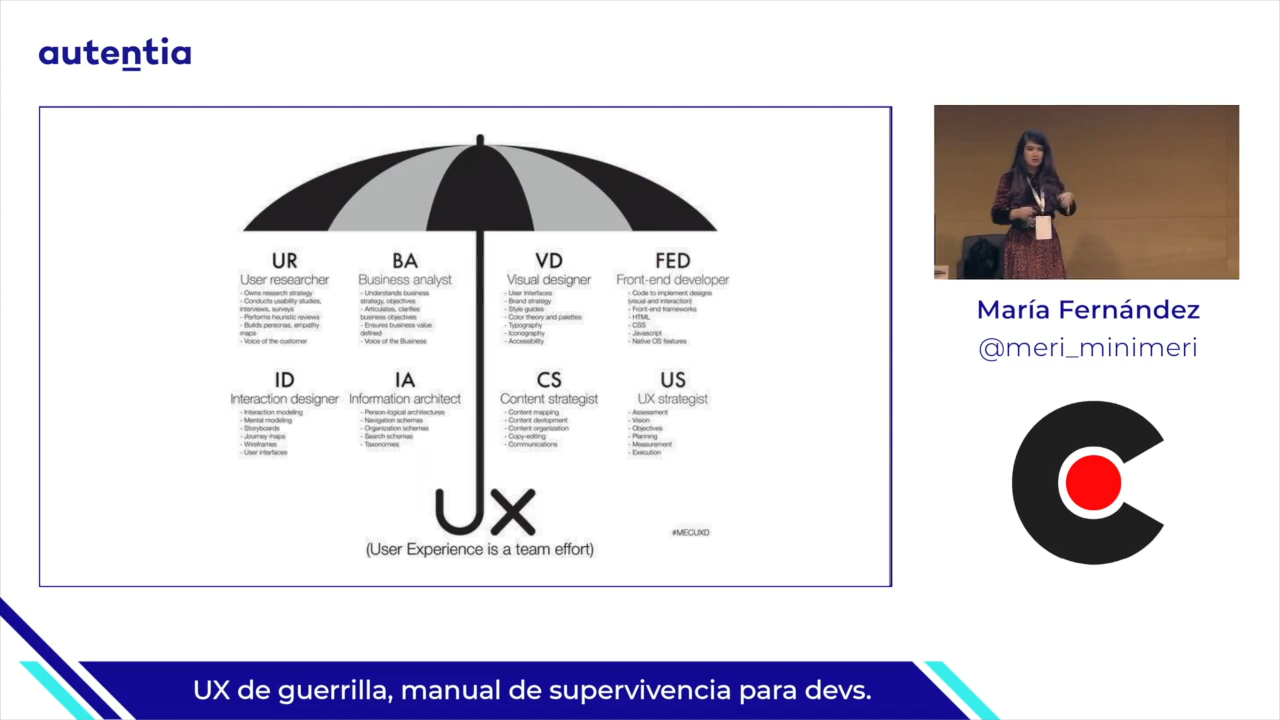 autentia
UR
User researcher
- Owns research strategy
- Conducts usability studies,
interviews, surveys
- Performs heuristic reviews
- Builds personas, empathy
maps
- Voice of the customer
BA
Business analyst
- Understands business
strategy, objectives
- Articulates, clarifies
business objectives
- Ensures business value
defined
- Voice of the Business
VD
Visual designer
- User Interfaces
- Brand strategy
- Style guides
- Color theory and palettes
- Typography
- Iconography
- Accessibility
FED
Front-end developer
- Code to implement designs
(visual and interaction)
- Front-end frameworks
- HTML
- CSS
- Javascript
- Native OS features
ID
Interaction designer
- Interaction modeling
- Mental modeling
- Storyboards
- Journey maps
- Wireframes
- User interfaces
IA
Information architect
- Person-logical architectures
- Navigation schemas
- Organization schemas
- Search schemas
- Taxonomies
CS
Content strategist
- Content mapping
- Content devlopment
- Content organization
- Copy-editing
- Communications
US
UX strategist
- Assessment
- Vision
- Objectives
- Planning
- Measurement
- Execution
UX
#MECUXD
(User Experience is a team effort)
María Fernández
@meri_minimeri
UX de guerrilla, manual de supervivencia para devs.